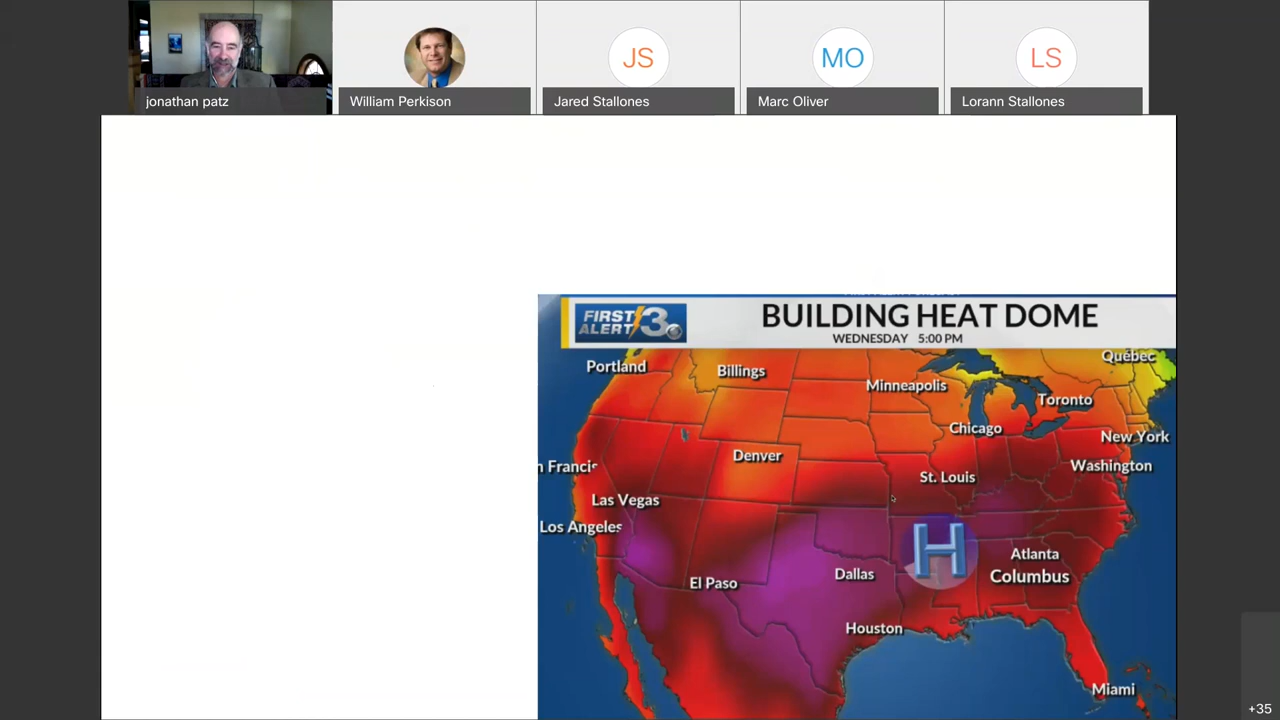 jonathan patz
William Perkison
JS
Jared Stallones
MO
Marc Oliver
LS
Lorann Stallones
FIRST
ALERT 3
BUILDING HEAT DOME
WEDNESDAY 5:00 PM
Portland
Billings
Québec
Minneapolis
Toronto
Chicago
New York
Denver
n Francis
St. Louis
Washington
Las Vegas
Los Angeles
H
Atlanta
El Paso
Dallas
Columbus
Houston
Miami
+35